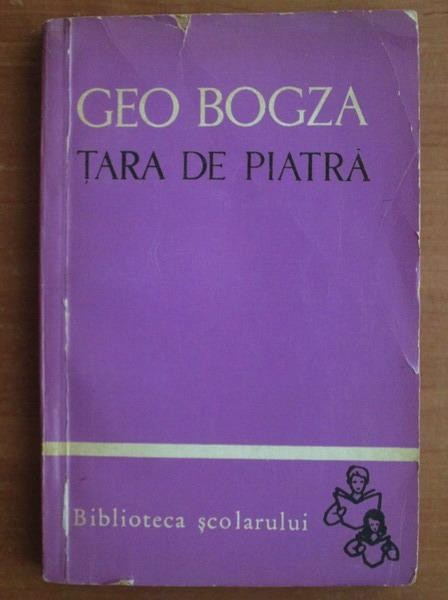 GEO BOGZA
ȚARA DE PIATRĂ
Biblioteca școlarului